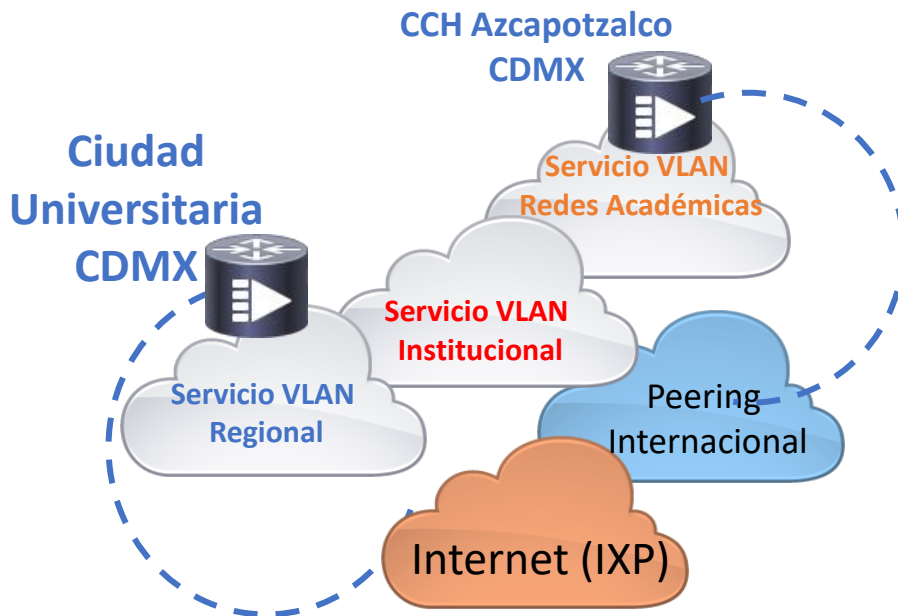 CCH Azcapotzalco
CDMX
Ciudad
Universitaria
CDMX
Servicio VLAN
Redes Académicas
Servicio VLAN
Institucional
Servicio VLAN
Regional
Peering
Internacional
Internet (IXP)